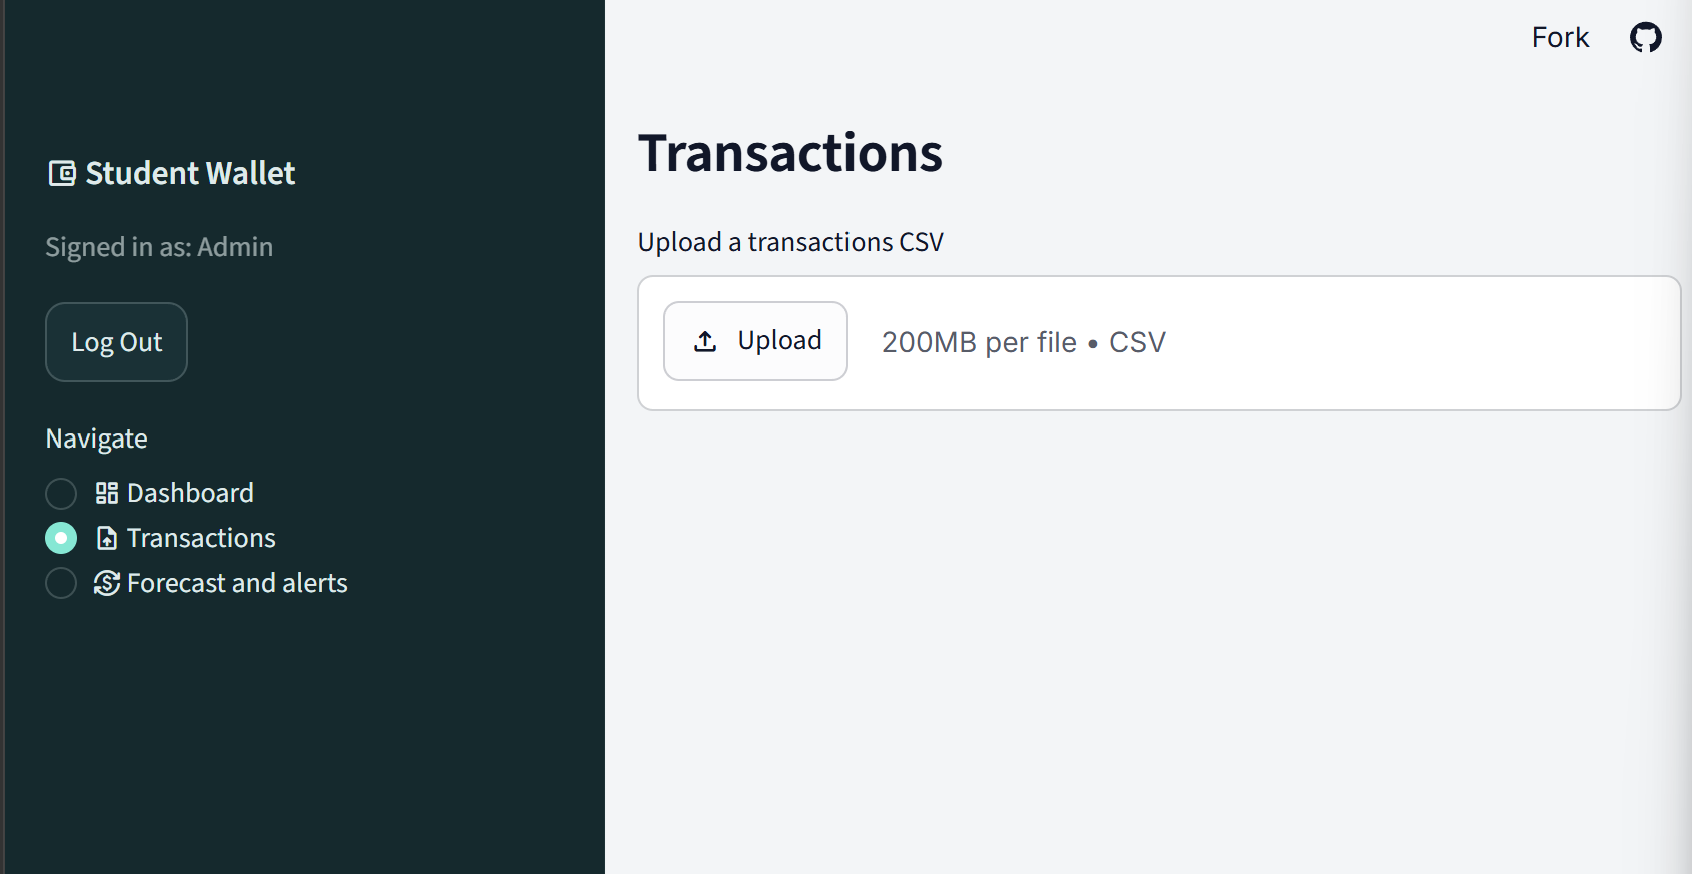 Fork
Student Wallet
Signed in as: Admin
Log Out
Navigate
Dashboard
Transactions
Forecast and alerts
Transactions
Upload a transactions CSV
Upload
200MB per file • CSV